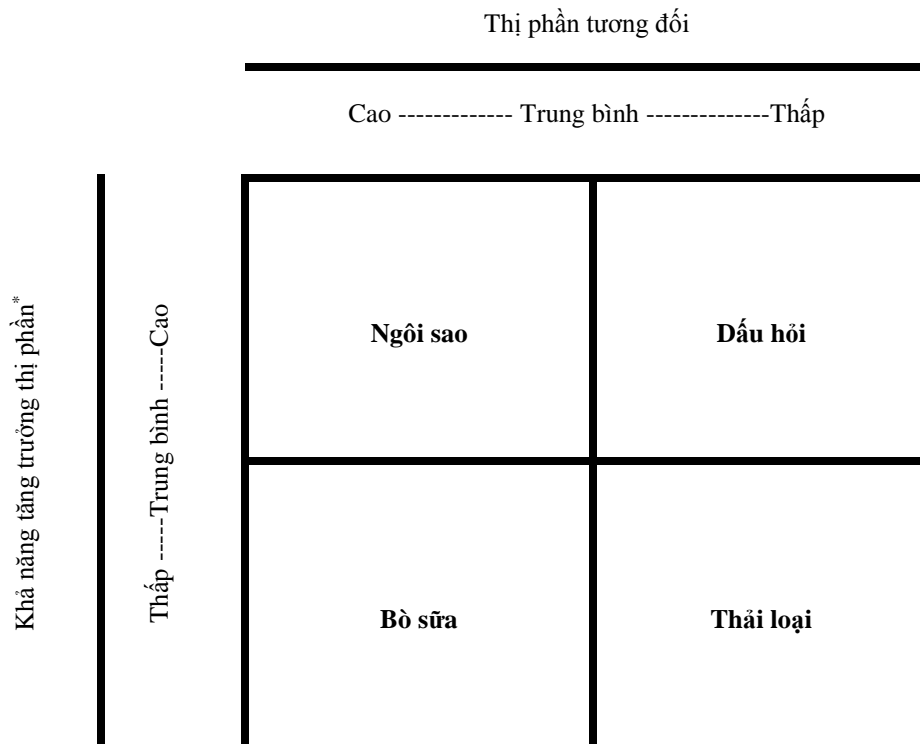 Thị phần tương đối
Cao ------------- Trung bình --------------Thấp
Khả năng tăng trưởng thị phần*
Thấp ------Trung bình -----Cao
Ngôi sao
Dấu hỏi
Bò sữa
Thải loại